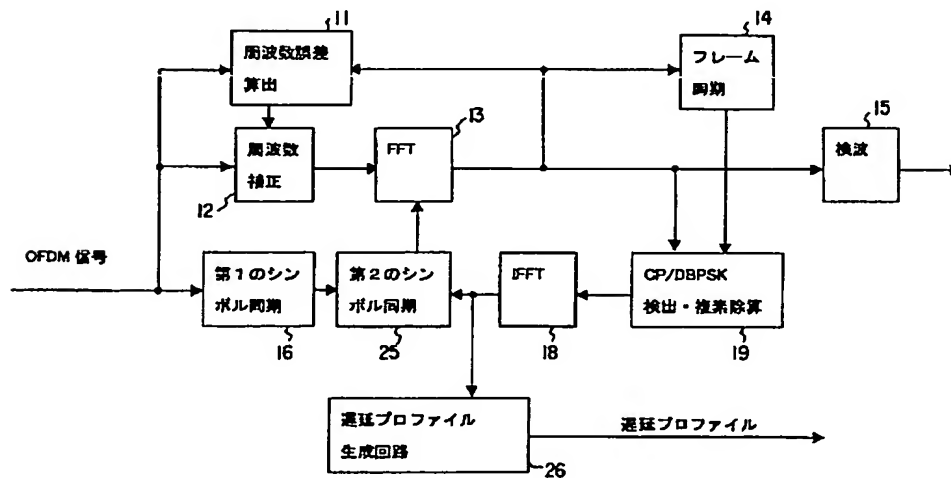 11
周波数誤差
算出
14
フレーム
同期
13
15
周波数
補正
FFT
検波
12
OFDM 信号
第1のシン
ボル同期
第2のシン
ボル同期
IFFT
CP/DBPSK
検出・複素除算
16
25
18
19
遅延プロファイル
生成回路
遅延プロファイル
26